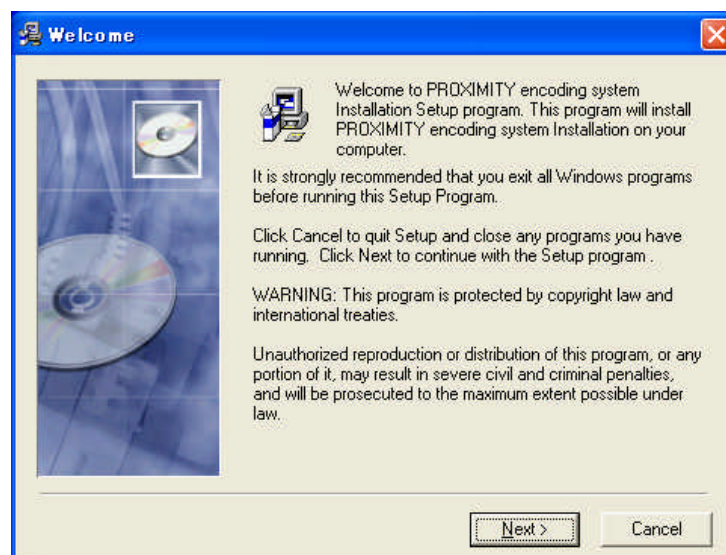 Welcome
Welcome to PROXIMITY encoding system
Installation Setup program. This program will install
PROXIMITY encoding system Installation on your
computer.
It is strongly recommended that you exit all Windows programs
before running this Setup Program.
Click Cancel to quit Setup and close any programs you have
running. Click Next to continue with the Setup program .
WARNING: This program is protected by copyright law and
international treaties.
Unauthorized reproduction or distribution of this program, or any
portion of it, may result in severe civil and criminal penalties,
and will be prosecuted to the maximum extent possible under
law.
Next >
Cancel